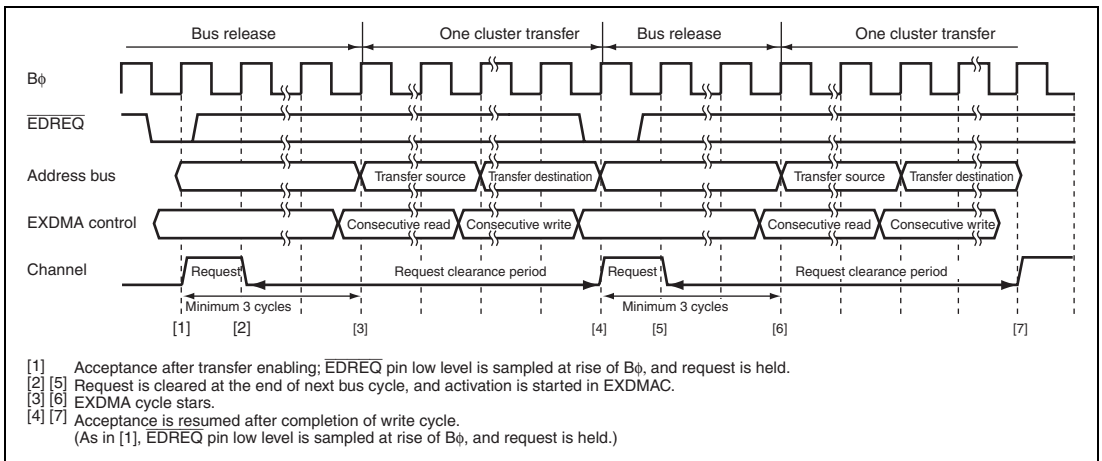 Bus release One cluster transfer Bus release One cluster transfer
Bφ
EDREQ
Address bus Transfer source Transfer destination Transfer source Transfer destination
EXDMA control Consecutive read Consecutive write Consecutive read Consecutive write
Channel Request Request clearance period Request Request clearance period
Minimum 3 cycles Minimum 3 cycles
[1] [2] [3] [4] [5] [6] [7]
[1] Acceptance after transfer enabling; EDREQ pin low level is sampled at rise of Bφ, and request is held.
[2] [5] Request is cleared at the end of next bus cycle, and activation is started in EXDMAC.
[3] [6] EXDMA cycle stars.
[4] [7] Acceptance is resumed after completion of write cycle.
(As in [1], EDREQ pin low level is sampled at rise of Bφ, and request is held.)